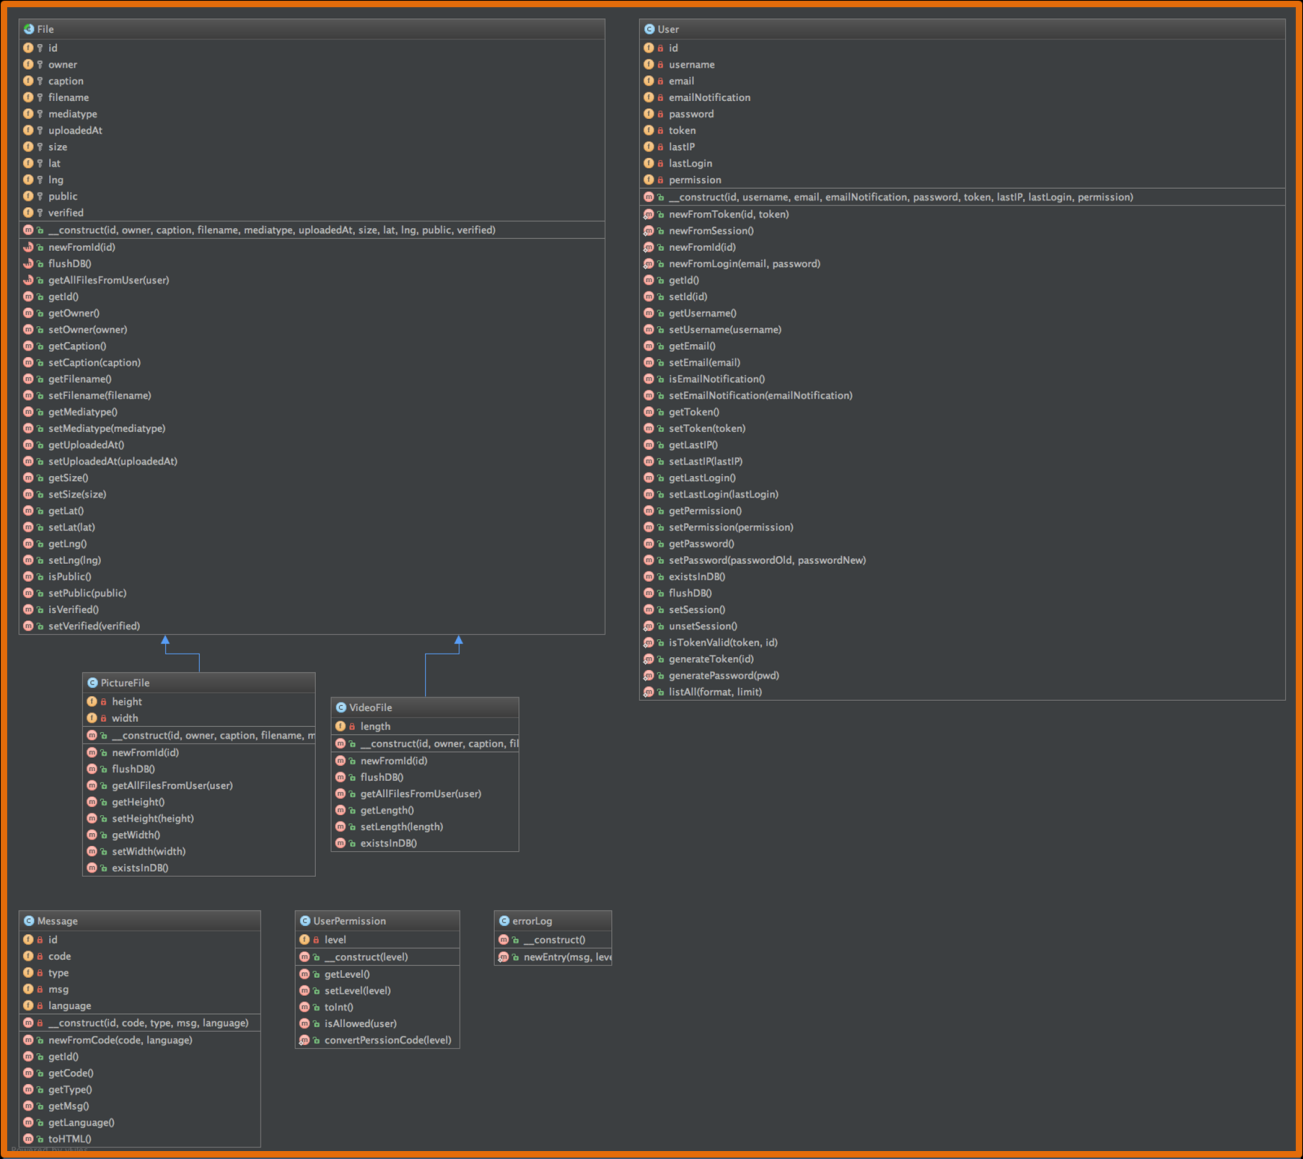 File
id
owner
caption
filename
mediatype
uploadedAt
size
lat
lng
public
verified
__construct(id, owner, caption, filename, mediatype, uploadedAt, size, lat, lng, public, verified)
newFromId(id)
flushDB()
getAllFilesFromUser(user)
getId()
getOwner()
setOwner(owner)
getCaption()
setCaption(caption)
getFilename()
setFilename(filename)
getMediatype()
setMediatype(mediatype)
getUploadedAt()
setUploadedAt(uploadedAt)
getSize()
setSize(size)
getLat()
setLat(lat)
getLng()
setLng(lng)
isPublic()
setPublic(public)
isVerified()
setVerified(verified)
User
id
username
email
emailNotification
password
token
lastIP
lastLogin
permission
__construct(id, username, email, emailNotification, password, token, lastIP, lastLogin, permission)
newFromToken(id, token)
newFromSession()
newFromId(id)
newFromLogin(email, password)
getId()
setId(id)
getUsername()
setUsername(username)
getEmail()
setEmail(email)
isEmailNotification()
setEmailNotification(emailNotification)
getToken()
setToken(token)
getLastIP()
setLastIP(lastIP)
getLastLogin()
setLastLogin(lastLogin)
getPermission()
setPermission(permission)
getPassword()
setPassword(passwordOld, passwordNew)
existsInDB()
flushDB()
setSession()
unsetSession()
isTokenValid(token, id)
generateToken(id)
generatePassword(pwd)
listAll(format, limit)
PictureFile
height
width
__construct(id, owner, caption, filename, m
newFromId(id)
flushDB()
getAllFilesFromUser(user)
getHeight()
setHeight(height)
getWidth()
setWidth(width)
existsInDB()
VideoFile
length
__construct(id, owner, caption, fil
newFromId(id)
flushDB()
getAllFilesFromUser(user)
getLength()
setLength(length)
existsInDB()
Message
id
code
type
msg
language
__construct(id, code, type, msg, language)
newFromCode(code, language)
getId()
getCode()
getType()
getMsg()
getLanguage()
toHTML()
UserPermission
level
__construct(level)
getLevel()
setLevel(level)
toInt()
isAllowed(user)
convertPerssionCode(level)
errorLog
__construct()
newEntry(msg, leve